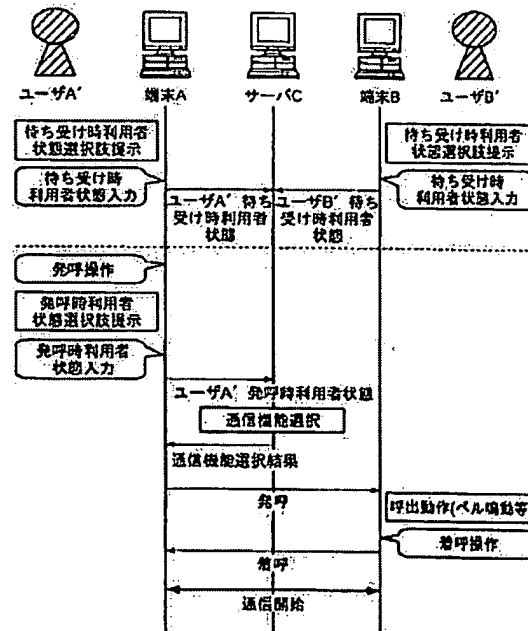 ユーザA'
端末A
サーバC
端末B
ユーザB'
待ち受け時利用者
状態選択肢提示
待ち受け時利用者
状態選択肢提示
待ち受け時
利用者状態入力
待ち受け時
利用者状態入力
ユーザA' 待ち
受け時利用者
状態
ユーザB' 待ち
受け時利用者
状態
発呼操作
発呼時利用者
状態選択肢提示
発呼時利用者
状態入力
ユーザA' 発呼時利用者状態
通信機能選択
通信機能選択結果
発呼
呼出動作(ベル鳴動等
着呼操作
着呼
通信開始